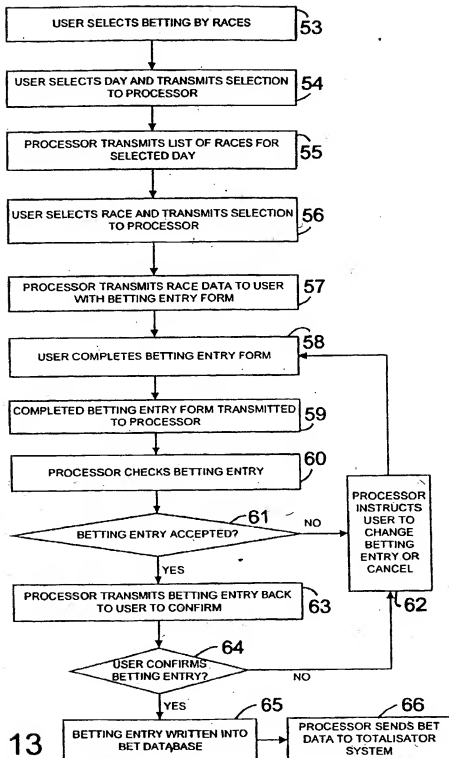 USER SELECTS BETTING BY RACES
53
USER SELECTS DAY AND TRANSMITS SELECTION
TO PROCESSOR
54
PROCESSOR TRANSMITS LIST OF RACES FOR
SELECTED DAY
55
USER SELECTS RACE AND TRANSMITS SELECTION
TO PROCESSOR
56
PROCESSOR TRANSMITS RACE DATA TO USER
WITH BETTING ENTRY FORM
57
58
USER COMPLETES BETTING ENTRY FORM
COMPLETED BETTING ENTRY FORM TRANSMITTED
TO PROCESSOR
59
PROCESSOR CHECKS BETTING ENTRY
60
61
BETTING ENTRY ACCEPTED?
NO
YES
PROCESSOR
INSTRUCTS
USER TO
CHANGE
BETTING
ENTRY OR
CANCEL
62
PROCESSOR TRANSMITS BETTING ENTRY BACK
TO USER TO CONFIRM
63
64
USER CONFIRMS
BETTING ENTRY?
NO
YES
65
BETTING ENTRY WRITTEN INTO
BET DATABASE
66
PROCESSOR SENDS BET
DATA TO TOTALISATOR
SYSTEM
13